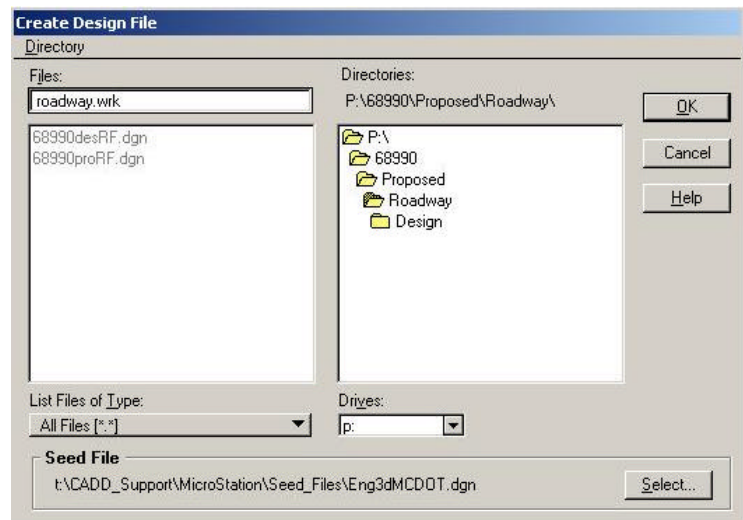 Create Design File
Directory
Files:
roadway.wrk
68990desRF.dgn
68990proRF.dgn
List Files of Type:
All Files [*.*]
Directories:
P:\68990\Proposed\Roadway\
P:\
68990
Proposed
Roadway
Design
Drives:
p:
OK
Cancel
Help
Seed File
t:\CADD_Support\MicroStation\Seed_Files\Eng3dMCDOT.dgn
Select...